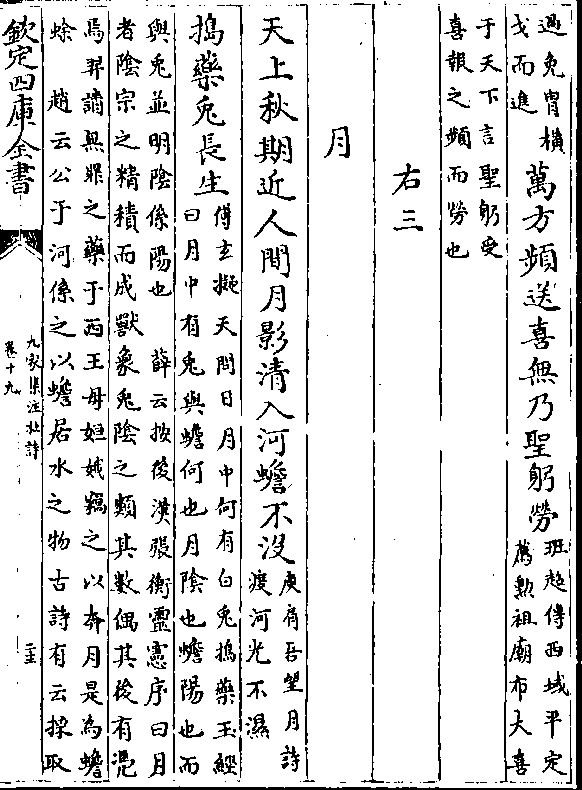 過兔胄橫
戈而進
萬方頻送喜無乃聖躬勞
班超傳西域平定
薦勲祖廟布大喜
于天下言聖躬受
喜報之頻而勞也
右三
月
天上秋期近人間月影清入河蟾不沒
庾肩吾望月詩
渡河光不濕
搗藥兔長生
傅玄擬天問曰月中何有白兔搗藥五經
曰月中有兔與蟾何也月陰也蟾陽也而
與兔並明陰係陽也　薛云按後漢張衡靈憲序曰月
者陰宗之精積而成獸象兔陰之類其數偶其後有馮
焉羿請無死之藥于西王母姮娥竊之以奔月是為蟾
蜍　趙云公于河係之以蟾居水之物古詩有云採取
欽定四庫全書
九家集注杜詩
卷十九